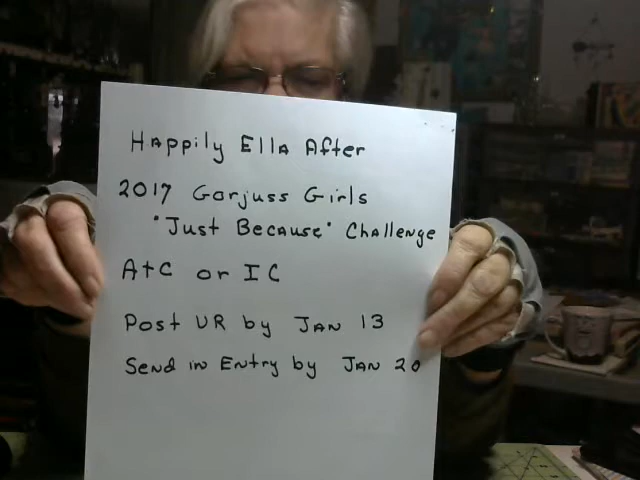 Happily Ella After
2017 Gorjuss Girls
"Just Because" Challenge
AtC or IC
Post UR by JAN 13
Send in Entry by JAN 20